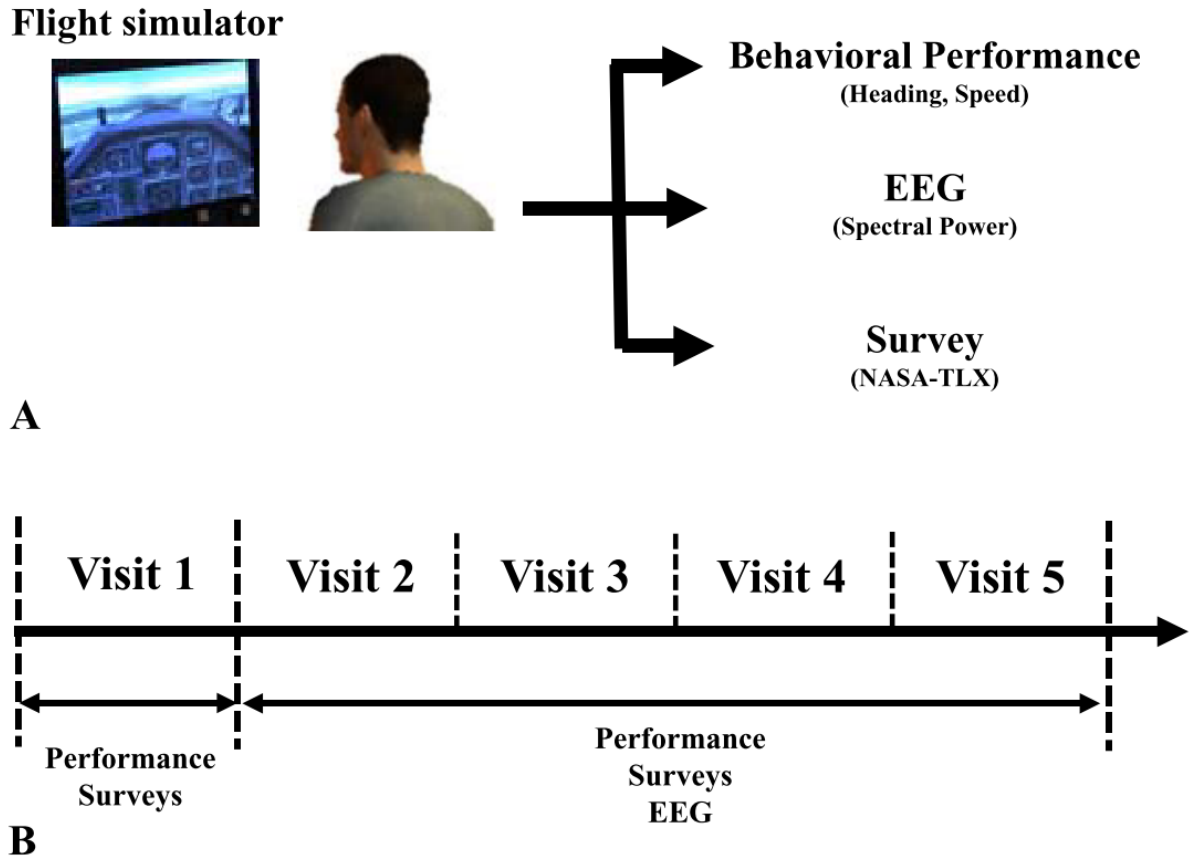 Flight simulator
Behavioral Performance
(Heading, Speed)
EEG
(Spectral Power)
Survey
(NASA-TLX)
A
Visit 1
Visit 2
Visit 3
Visit 4
Visit 5
Performance
Surveys
Performance
Surveys
EEG
B